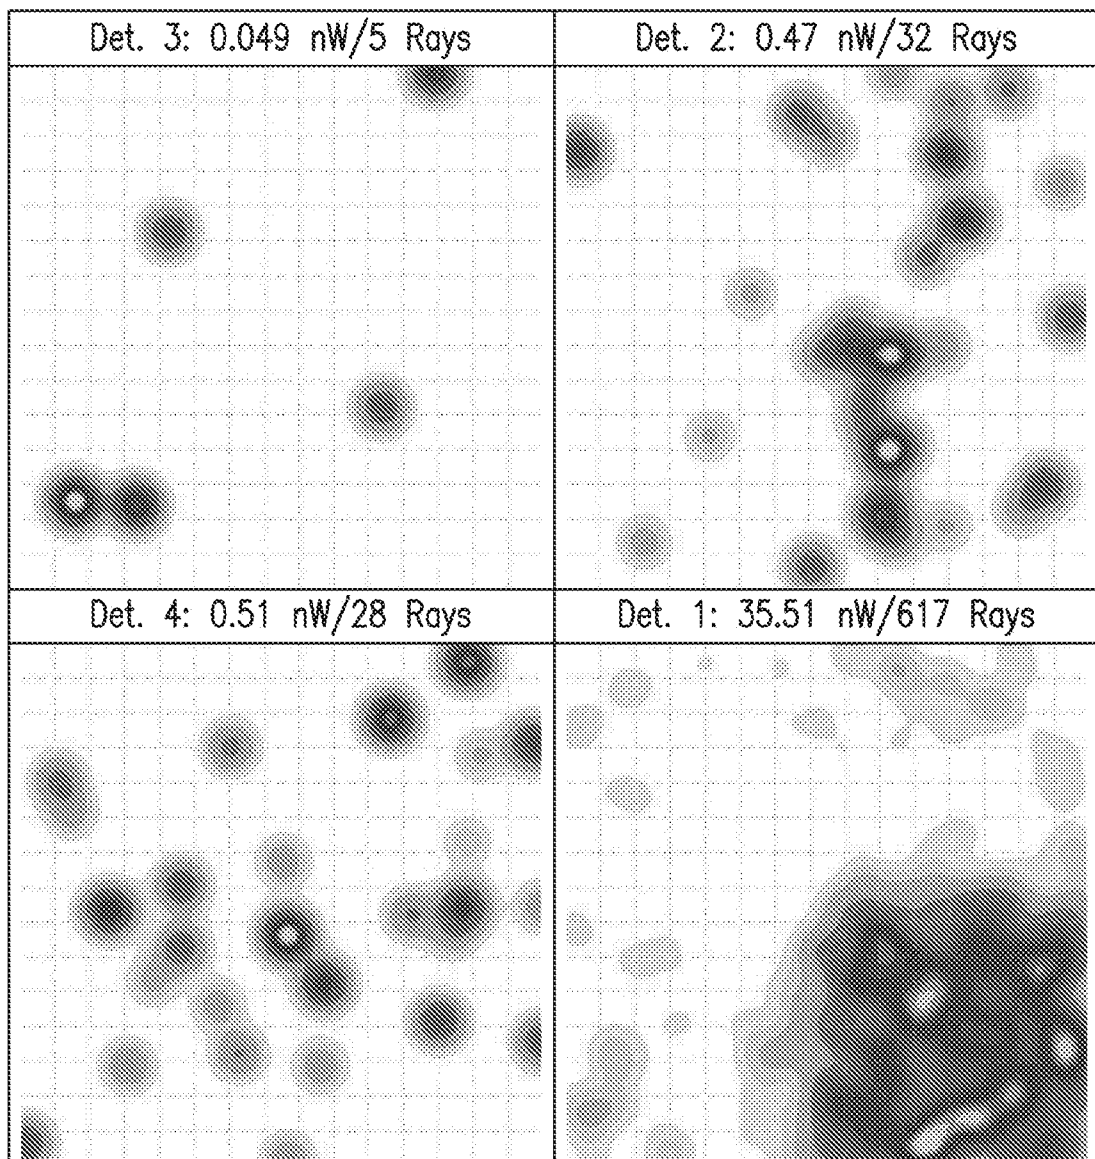 Det. 3: 0.049 nW/5 Rays
Det. 2: 0.47 nW/32 Rays
Det. 4: 0.51 nW/28 Rays
Det. 1: 35.51 nW/617 Rays